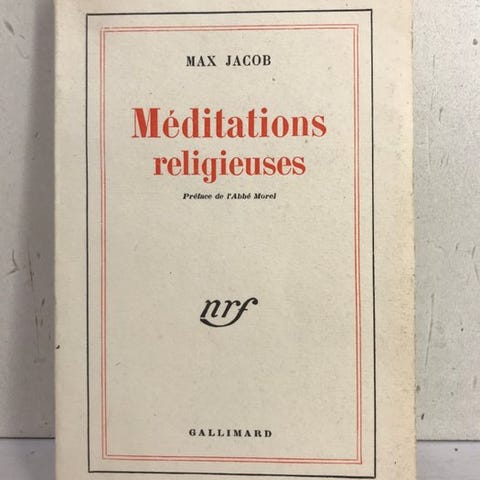 MAX JACOB
Méditations
religieuses
Préface de l'Abbé Morel
nrf
GALLIMARD